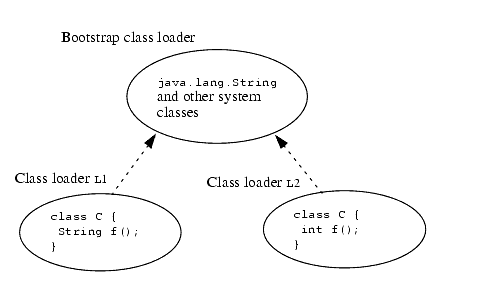 Bootstrap class loader
java.lang.String
and other system
classes
Class loader L1
class C {
String f();
}
Class loader L2
class C {
int f();
}